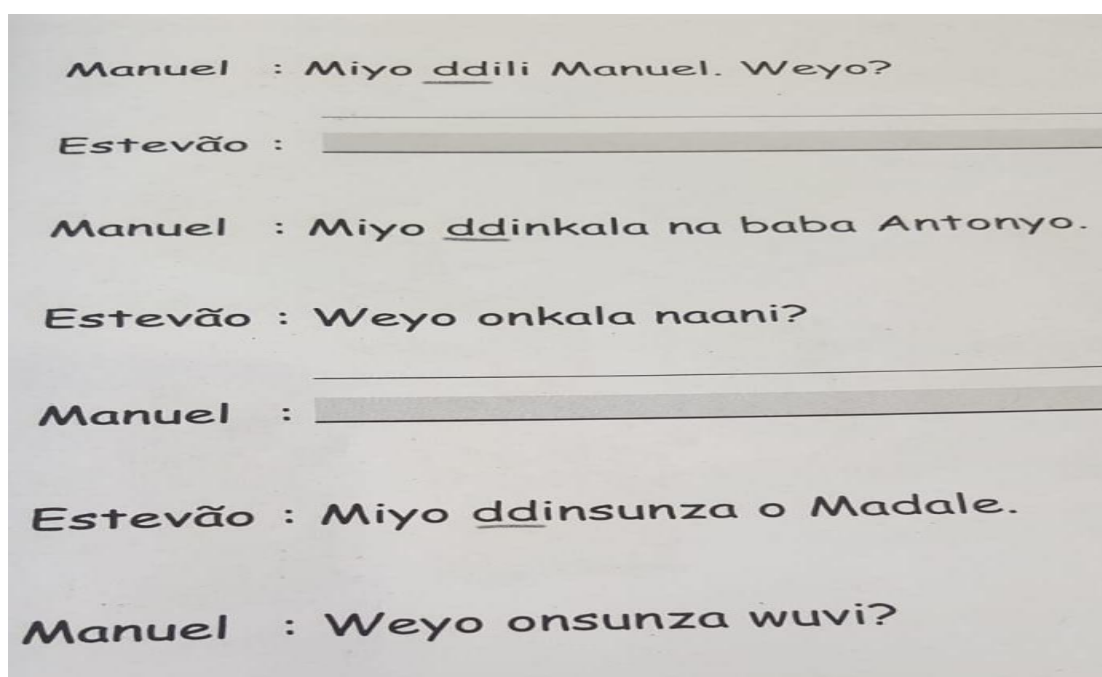 Manuel : Miyo ddili Manuel. Weyo?
Estevão :
Manuel : Miyo ddinkala na baba Antonyo.
Estevão : Weyo onkala naani?
Manuel :
Estevão : Miyo ddinsunza o Madale.
Manuel : Weyo onsunza wuvi?